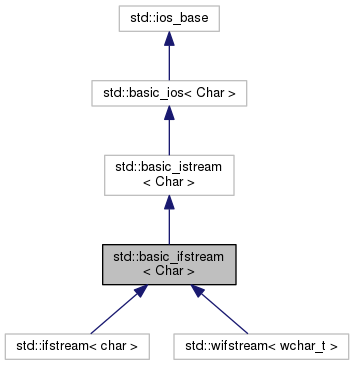 std::ios_base
std::basic_ios< Char >
std::basic_istream
< Char >
std::basic_ifstream
< Char >
std::ifstream< char >
std::wifstream< wchar_t >